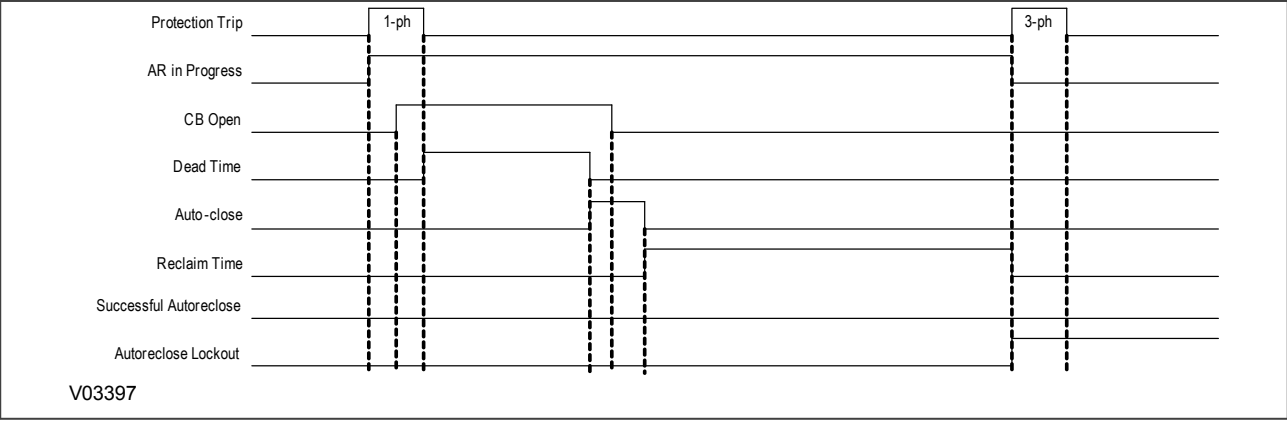 Protection Trip
1-ph
3-ph
AR in Progress
CB Open
Dead Time
Auto-close
Reclaim Time
Successful Autoreclose
Autoreclose Lockout
V03397